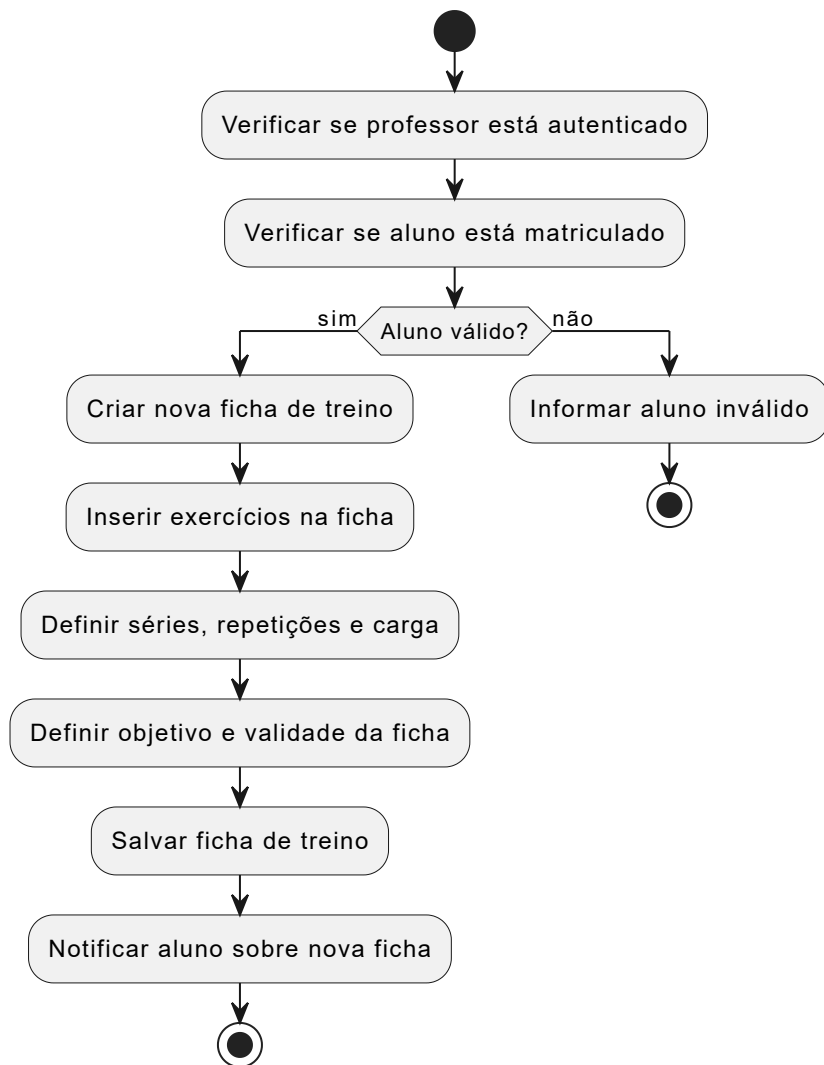 Verificar se professor está autenticado
Verificar se aluno está matriculado
Aluno válido?
sim
não
Criar nova ficha de treino
Inserir exercícios na ficha
Definir séries, repetições e carga
Definir objetivo e validade da ficha
Salvar ficha de treino
Notificar aluno sobre nova ficha
Informar aluno inválido